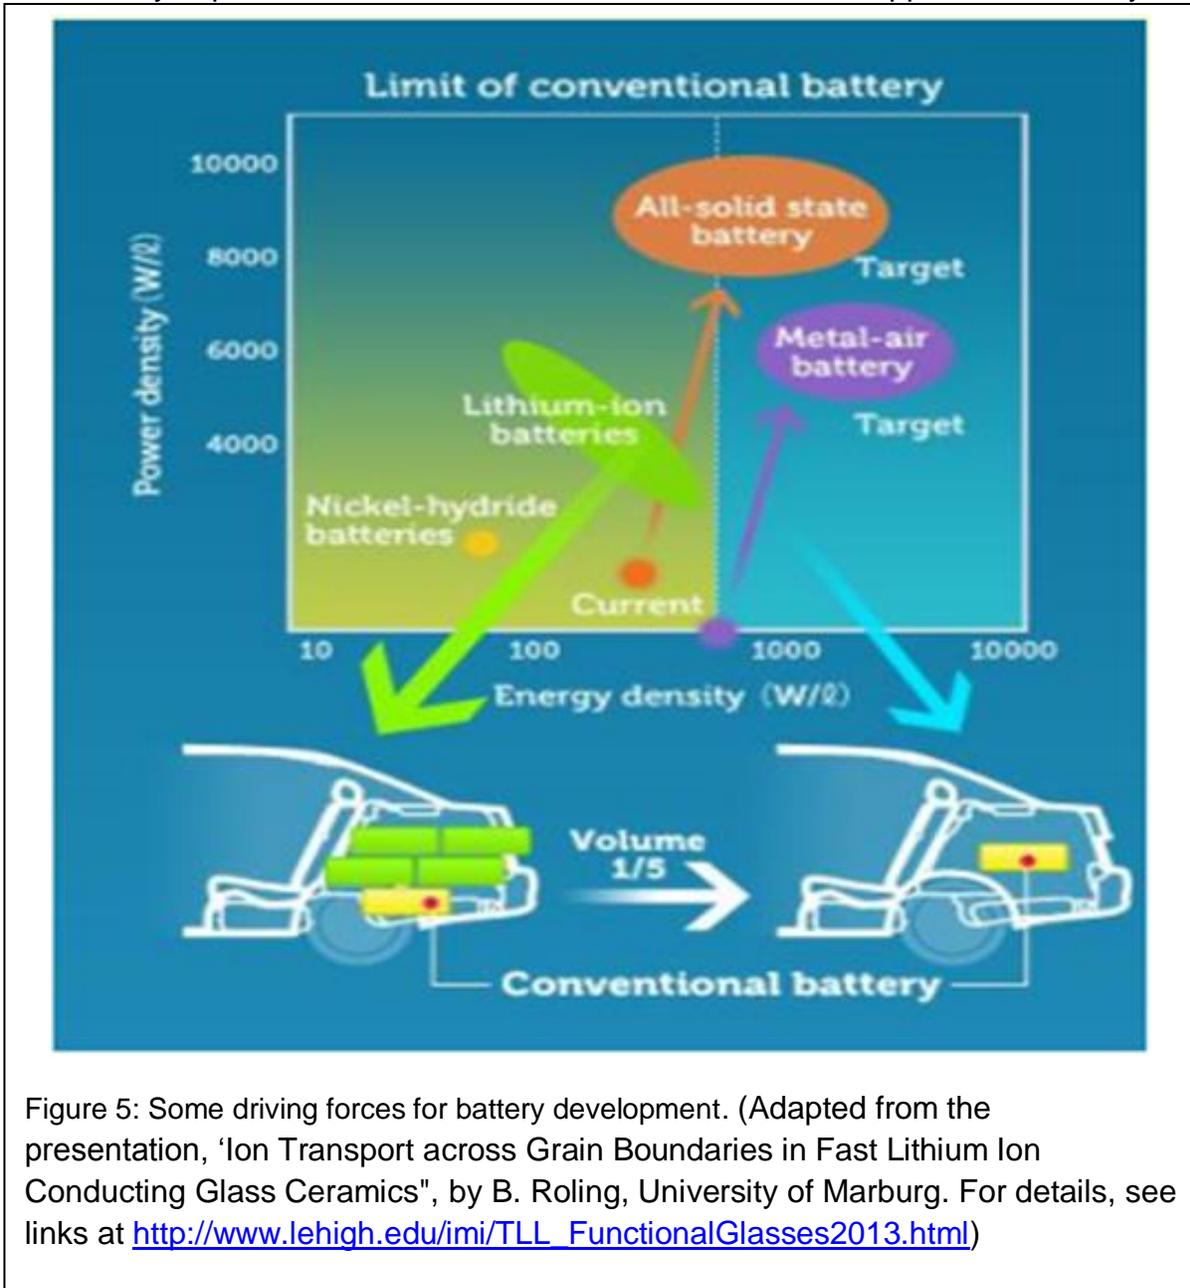 Limit of conventional battery
10000
8000
6000
4000
Power density (W/ℓ)
All-solid state
battery
Target
Metal-air
battery
Target
Lithium-ion
batteries
Nickel-hydride
batteries
Current
10 100 1000 10000
Energy density (W/ℓ)
Volume
1/5
Conventional battery
Figure 5: Some driving forces for battery development. (Adapted from the
presentation, ‘Ion Transport across Grain Boundaries in Fast Lithium Ion
Conducting Glass Ceramics", by B. Roling, University of Marburg. For details, see
links at http://www.lehigh.edu/imi/TLL_FunctionalGlasses2013.html)